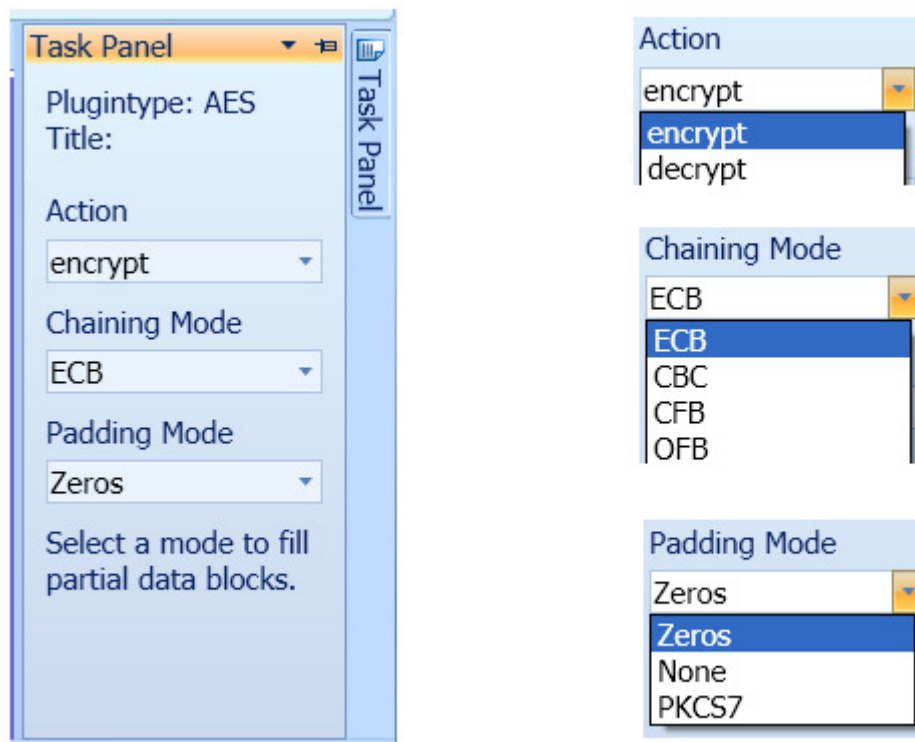 Task Panel
Plugintype: AES
Title:
Action
encrypt
Chaining Mode
ECB
Padding Mode
Zeros
Select a mode to fill
partial data blocks.
Task Panel
Action
encrypt
encrypt
decrypt
Chaining Mode
ECB
ECB
CBC
CFB
OFB
Padding Mode
Zeros
Zeros
None
PKCS7